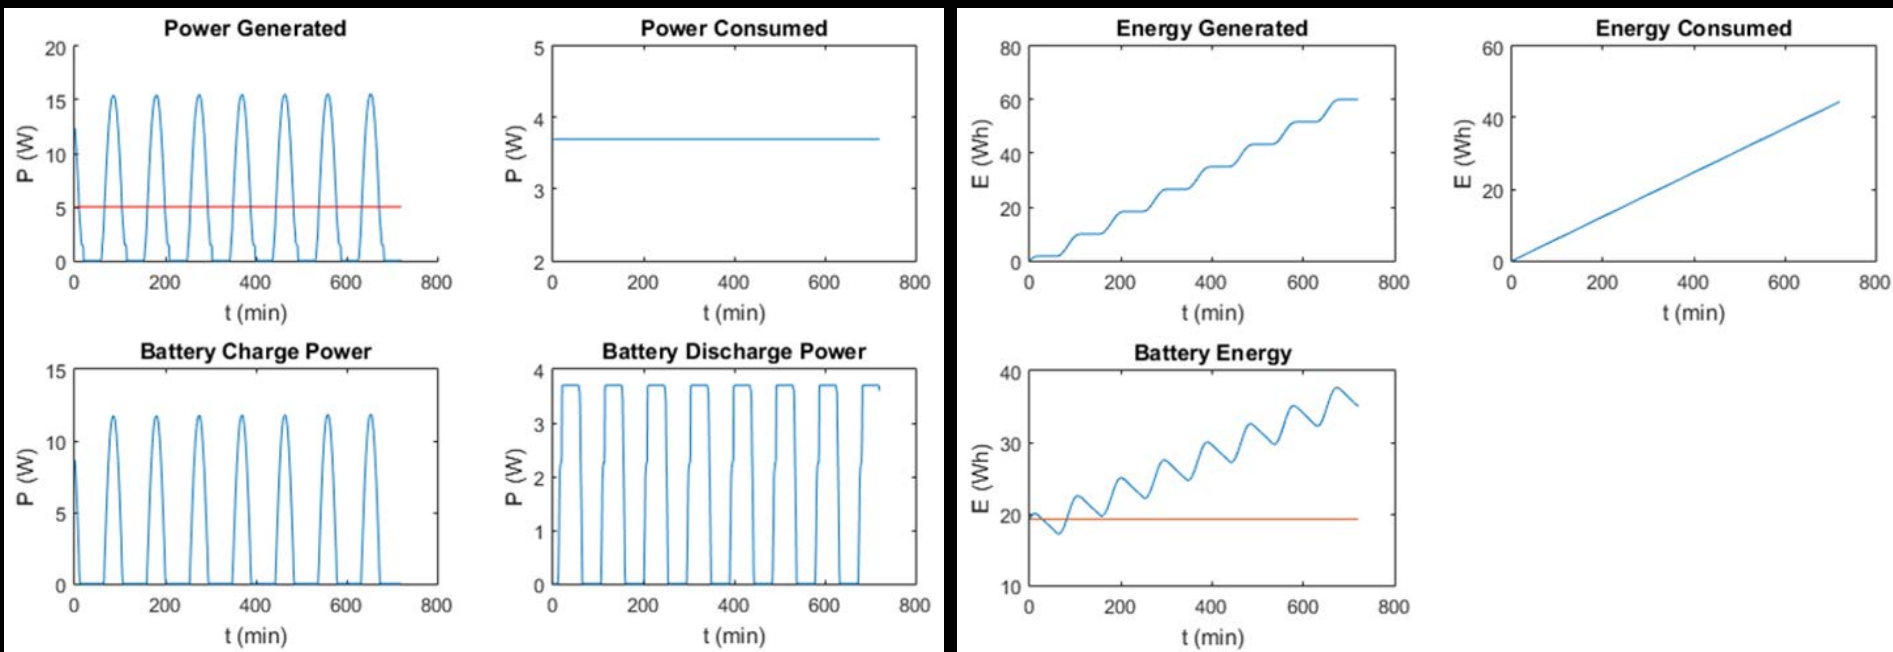 Power Generated
20
15
10
5
0
P (W)
0 200 400 600 800
t (min)
Power Consumed
5
4
3
2
P (W)
0 200 400 600 800
t (min)
Energy Generated
80
60
40
20
0
E (Wh)
0 200 400 600 800
t (min)
Energy Consumed
60
40
20
0
E (Wh)
0 200 400 600 800
t (min)
Battery Charge Power
15
10
5
0
P (W)
0 200 400 600 800
t (min)
Battery Discharge Power
4
3
2
1
0
P (W)
0 200 400 600 800
t (min)
Battery Energy
40
30
20
10
E (Wh)
0 200 400 600 800
t (min)